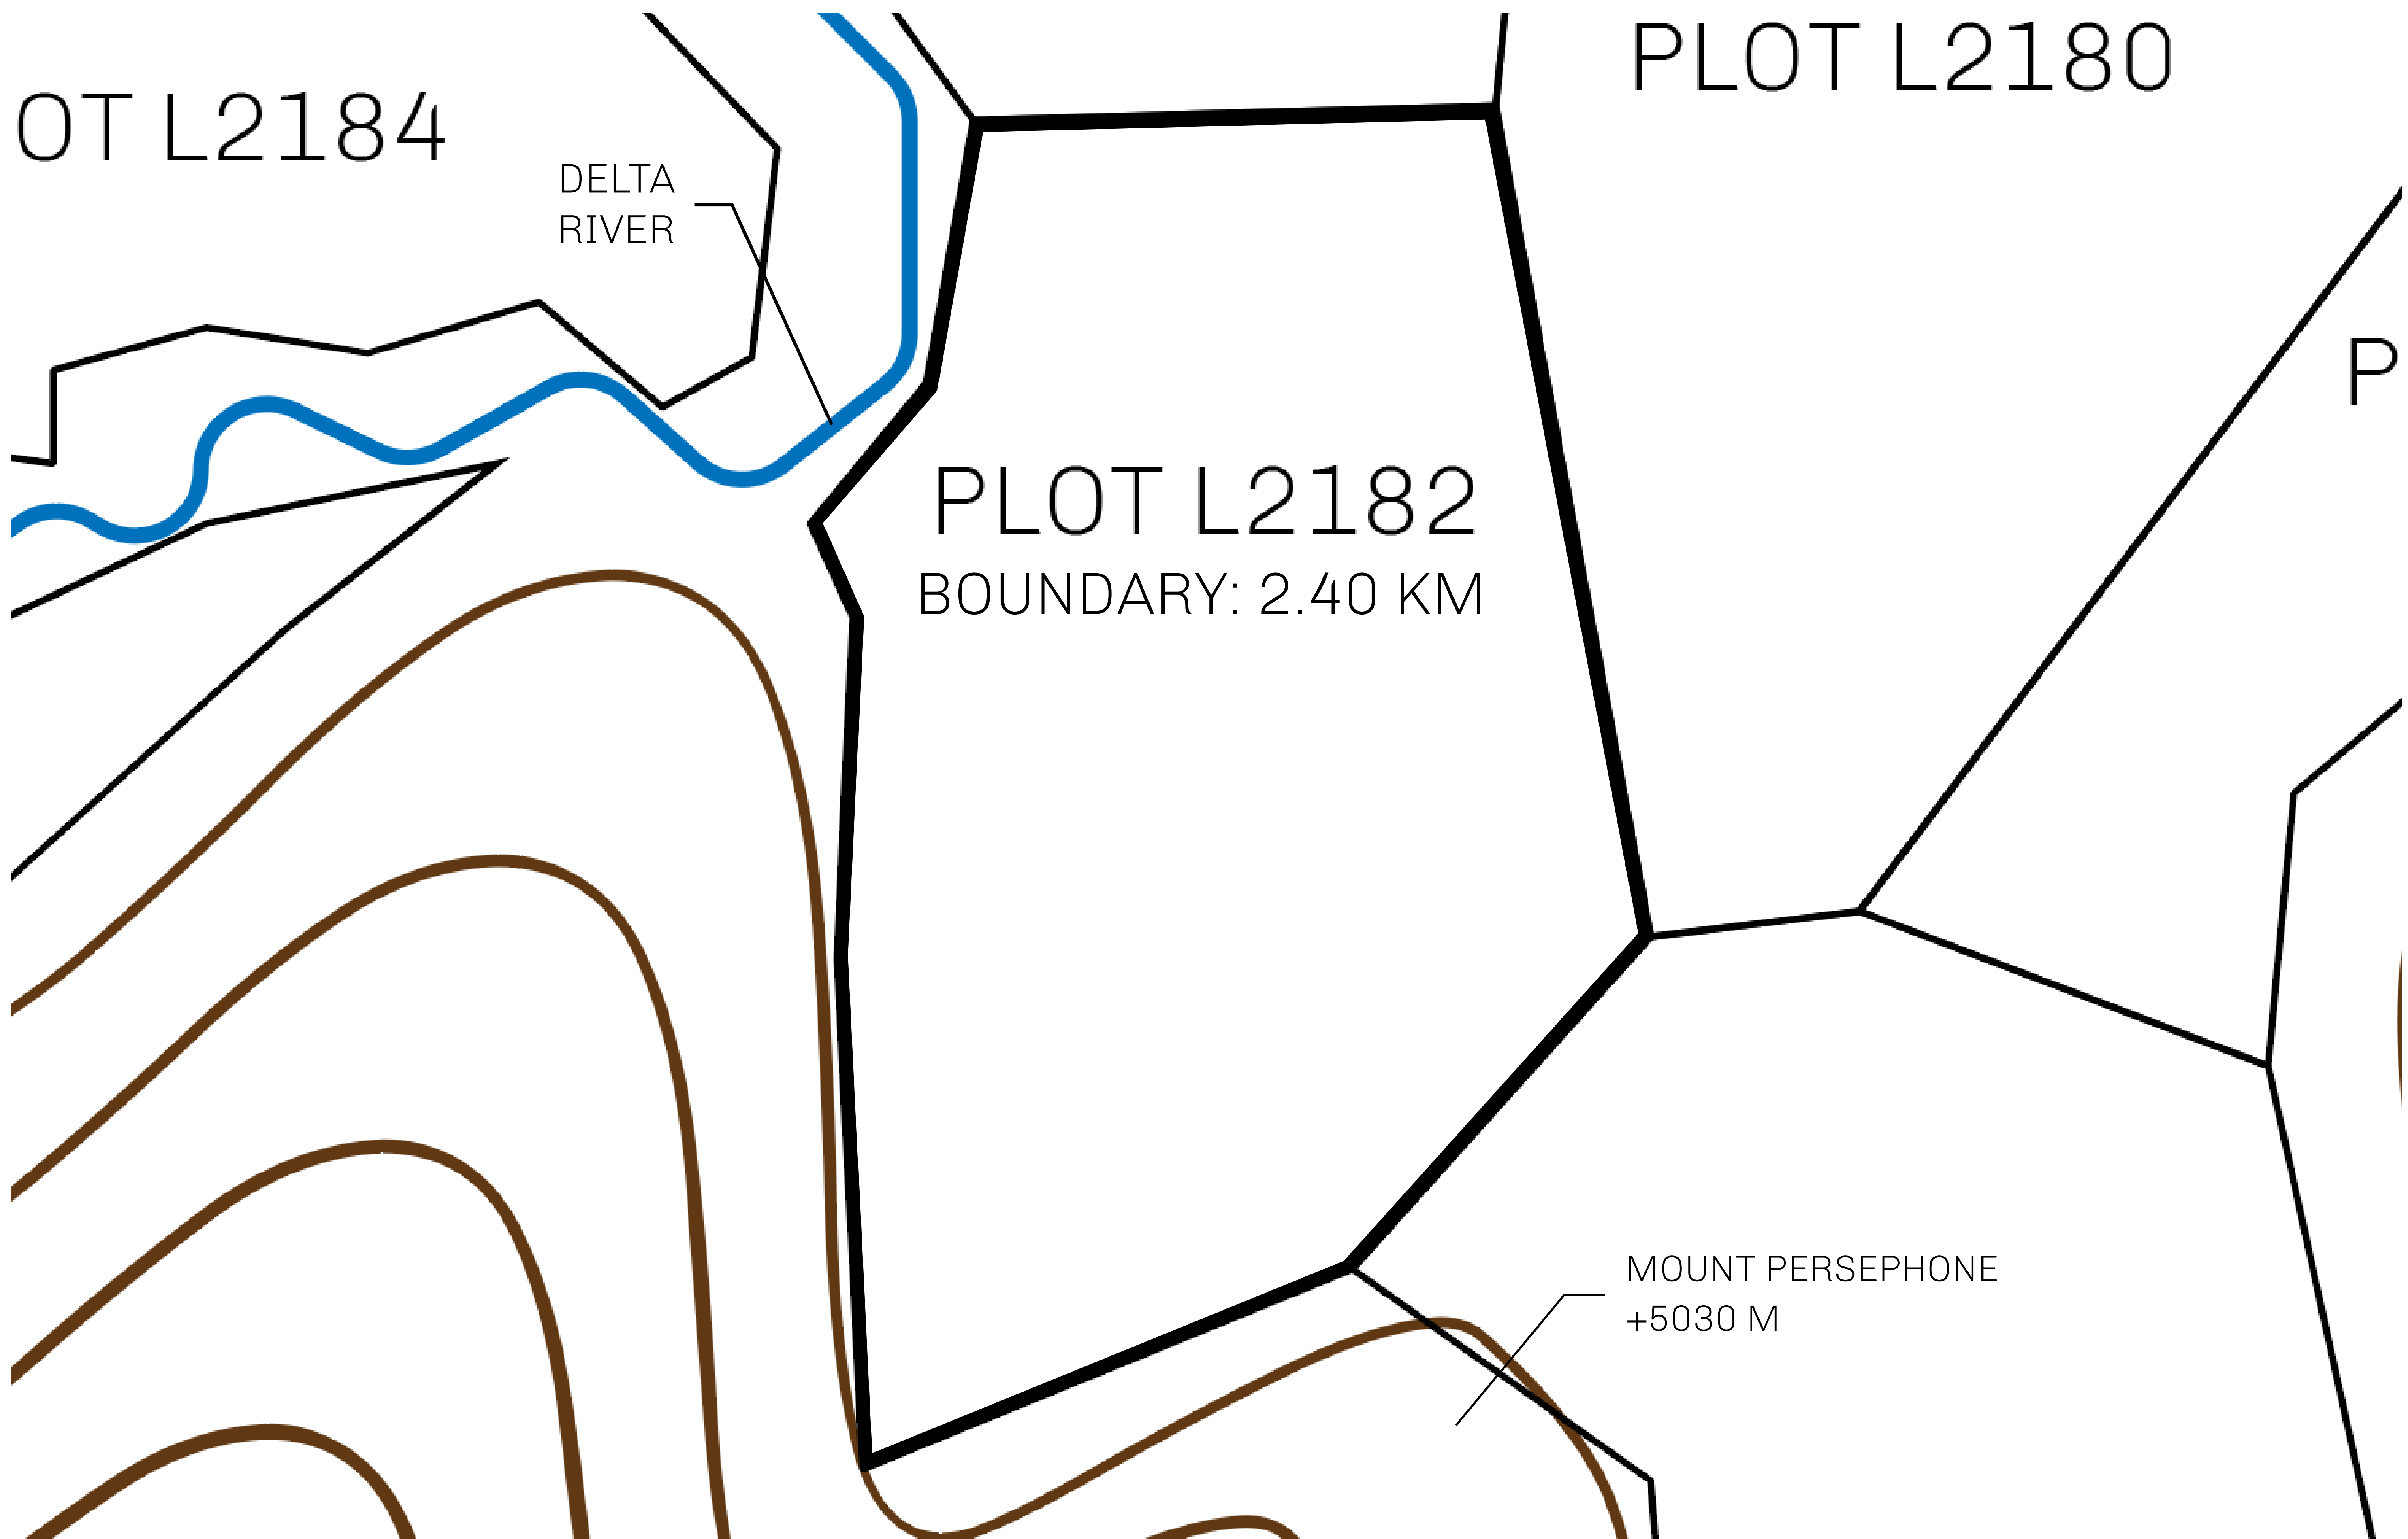 PLOT L2180
OT L2184
DELTA
RIVER
P
PLOT L2182
BOUNDARY: 2.40 KM
MOUNT PERSEPHONE
+5030 M